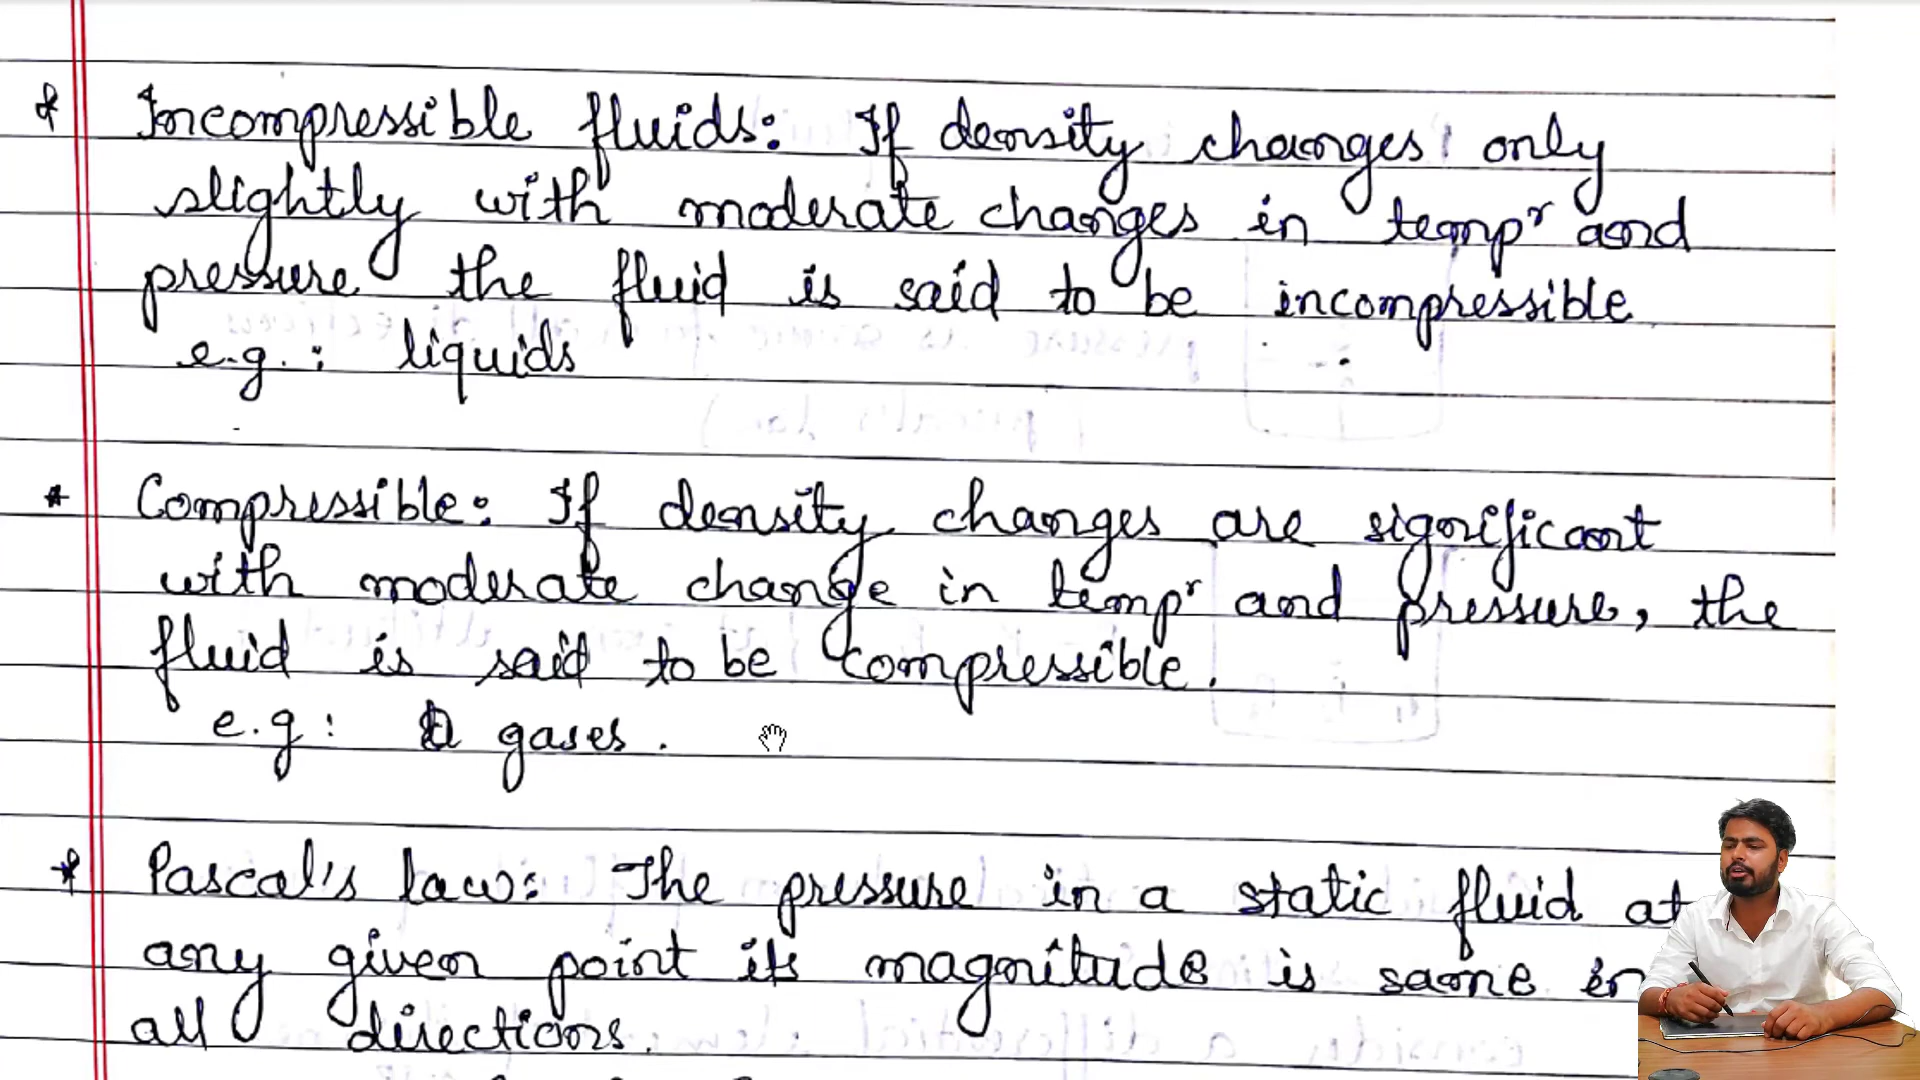 * Incompressible fluids: If density changes only
slightly with moderate changes in tempʳ and
pressure the fluid is said to be incompressible
e.g.: liquids
* Compressible: If density changes are significant
with moderate change in tempʳ and pressure, the
fluid is said to be compressible.
e.g: gases.
* Pascal's law: The pressure in a static fluid at
any given point its magnitude is same in
all directions.